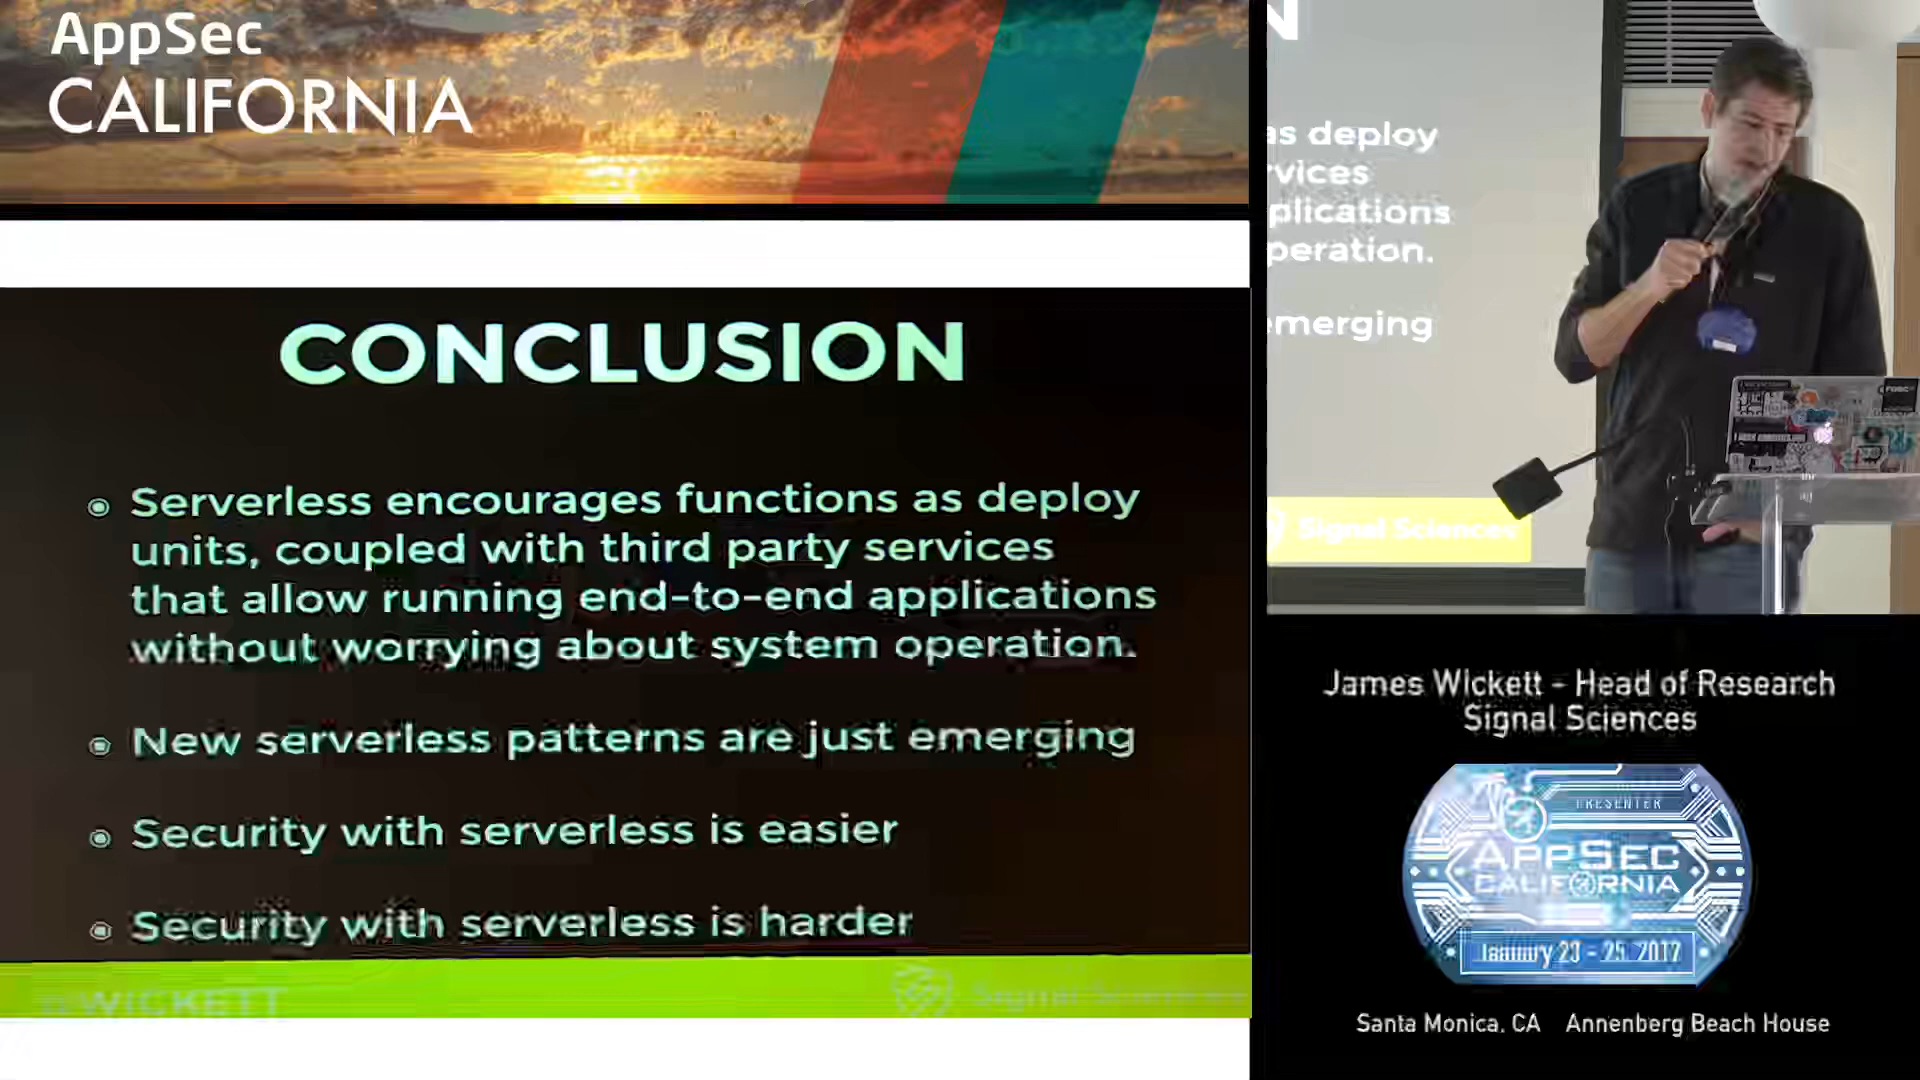 AppSec
CALIFORNIA
CONCLUSION
Serverless encourages functions as deploy
units, coupled with third party services
that allow running end-to-end applications
without worrying about system operation.
New serverless patterns are just emerging
Security with serverless is easier
Security with serverless is harder
@WICKETT
Signal Sciences
N
as deploy
rvices
plications
peration.
emerging
Signal Sciences
James Wickett - Head of Research
Signal Sciences
PRESENTER
APPSEC
CALIFORNIA
January 23 - 25, 2017
Santa Monica, CA Annenberg Beach House